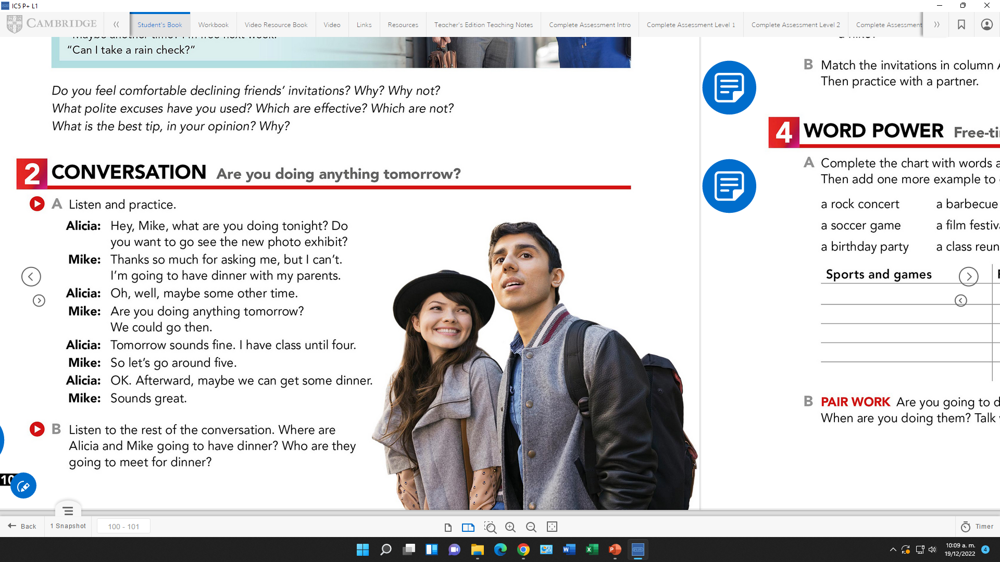 IC5 P+ L1
CAMBRIDGE
Student's Book
Workbook
Video Resource Book
Video
Links
Resources
Teacher's Edition Teaching Notes
Complete Assessment Intro
Complete Assessment Level 1
Complete Assessment Level 2
Complete Assessment
"Maybe another time? I'm free next week."
"Can I take a rain check?"
Do you feel comfortable declining friends' invitations? Why? Why not?
What polite excuses have you used? Which are effective? Which are not?
What is the best tip, in your opinion? Why?
2 CONVERSATION Are you doing anything tomorrow?
A Listen and practice.
Alicia: Hey, Mike, what are you doing tonight? Do
you want to go see the new photo exhibit?
Mike: Thanks so much for asking me, but I can't.
I'm going to have dinner with my parents.
Alicia: Oh, well, maybe some other time.
Mike: Are you doing anything tomorrow?
We could go then.
Alicia: Tomorrow sounds fine. I have class until four.
Mike: So let's go around five.
Alicia: OK. Afterward, maybe we can get some dinner.
Mike: Sounds great.
B Listen to the rest of the conversation. Where are
Alicia and Mike going to have dinner? Who are they
going to meet for dinner?
10
a hike?
B Match the invitations in column A
Then practice with a partner.
4 WORD POWER Free-ti
A Complete the chart with words a
Then add one more example to
a rock concert a barbecue
a soccer game a film festiva
a birthday party a class reun
Sports and games
B PAIR WORK Are you going to d
When are you doing them? Talk
Back
1 Snapshot
100 - 101
Timer
PLUS
10:09 a. m.
19/12/2022
4